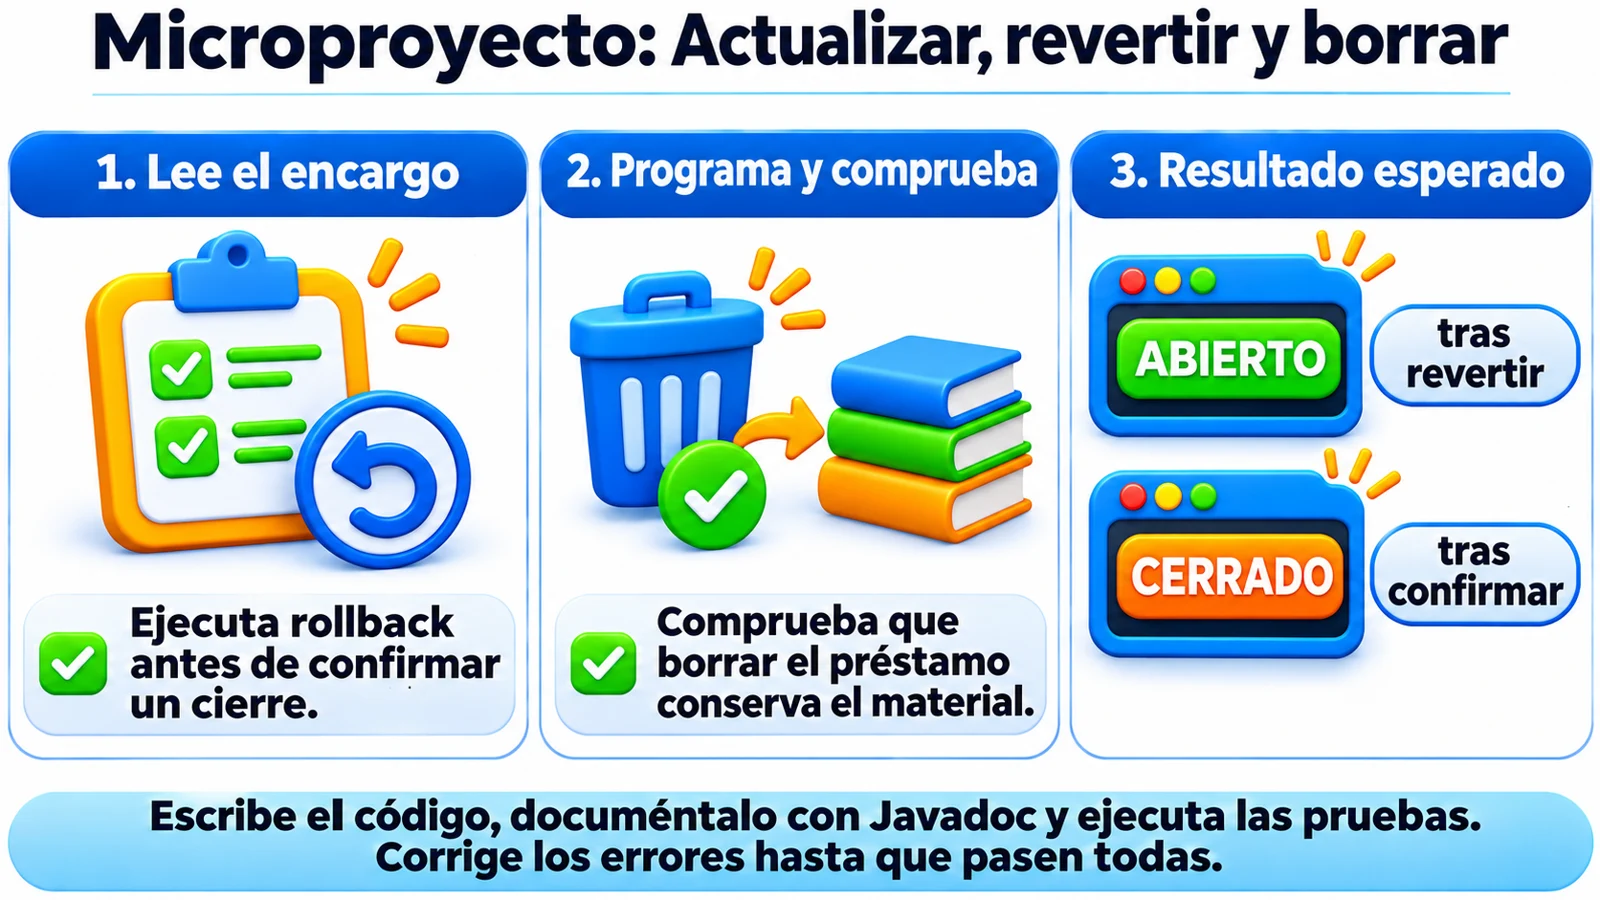 Microproyecto: Actualizar, revertir y borrar
1. Lee el encargo
Ejecuta rollback
antes de confirmar
un cierre.
2. Programa y comprueba
Comprueba que
borrar el préstamo
conserva el material.
3. Resultado esperado
ABIERTO
tras
revertir
CERRADO
tras
confirmar
Escribe el código, documéntalo con Javadoc y ejecuta las pruebas.
Corrige los errores hasta que pasen todas.